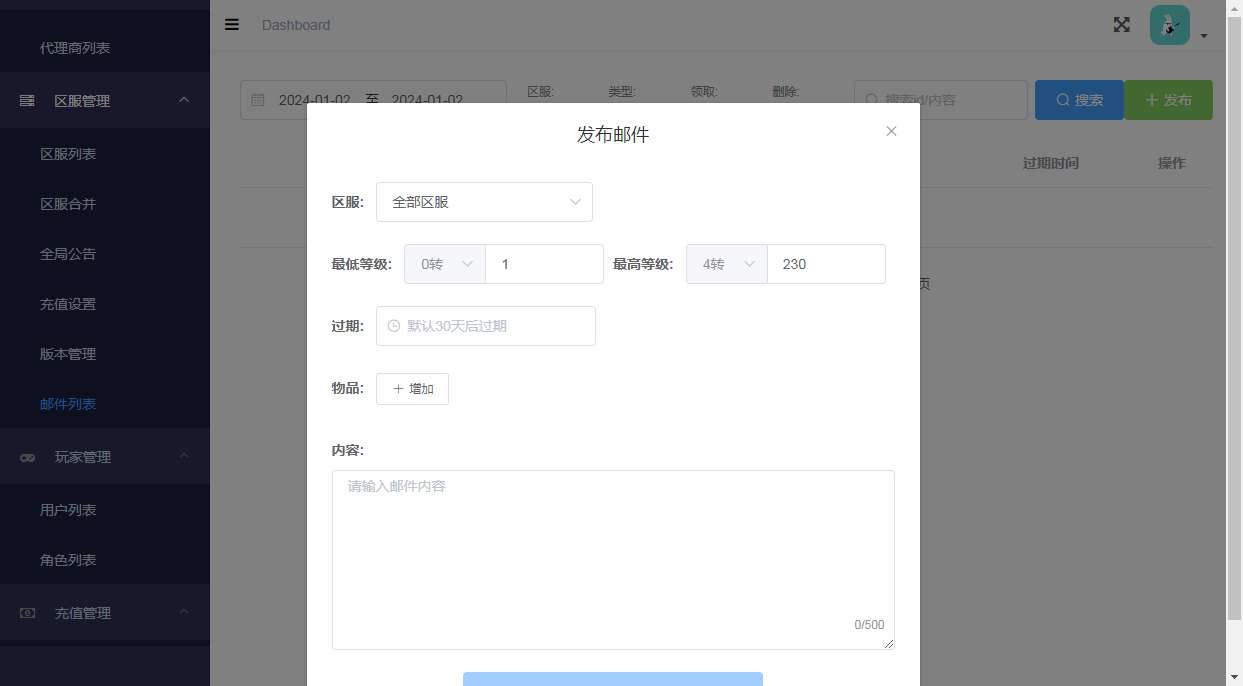 代理商列表
区服管理
区服列表
区服合并
全局公告
充值设置
版本管理
邮件列表
玩家管理
用户列表
角色列表
充值管理
Dashboard
2024-01-02 至 2024-01-02
区服:
类型:
领取:
删除:
搜索id/内容
搜索
发布
过期时间
操作
页
发布邮件
区服: 全部区服
最低等级: 0转 1 最高等级: 4转 230
过期: 默认30天后过期
物品: 增加
内容:
请输入邮件内容
0/500